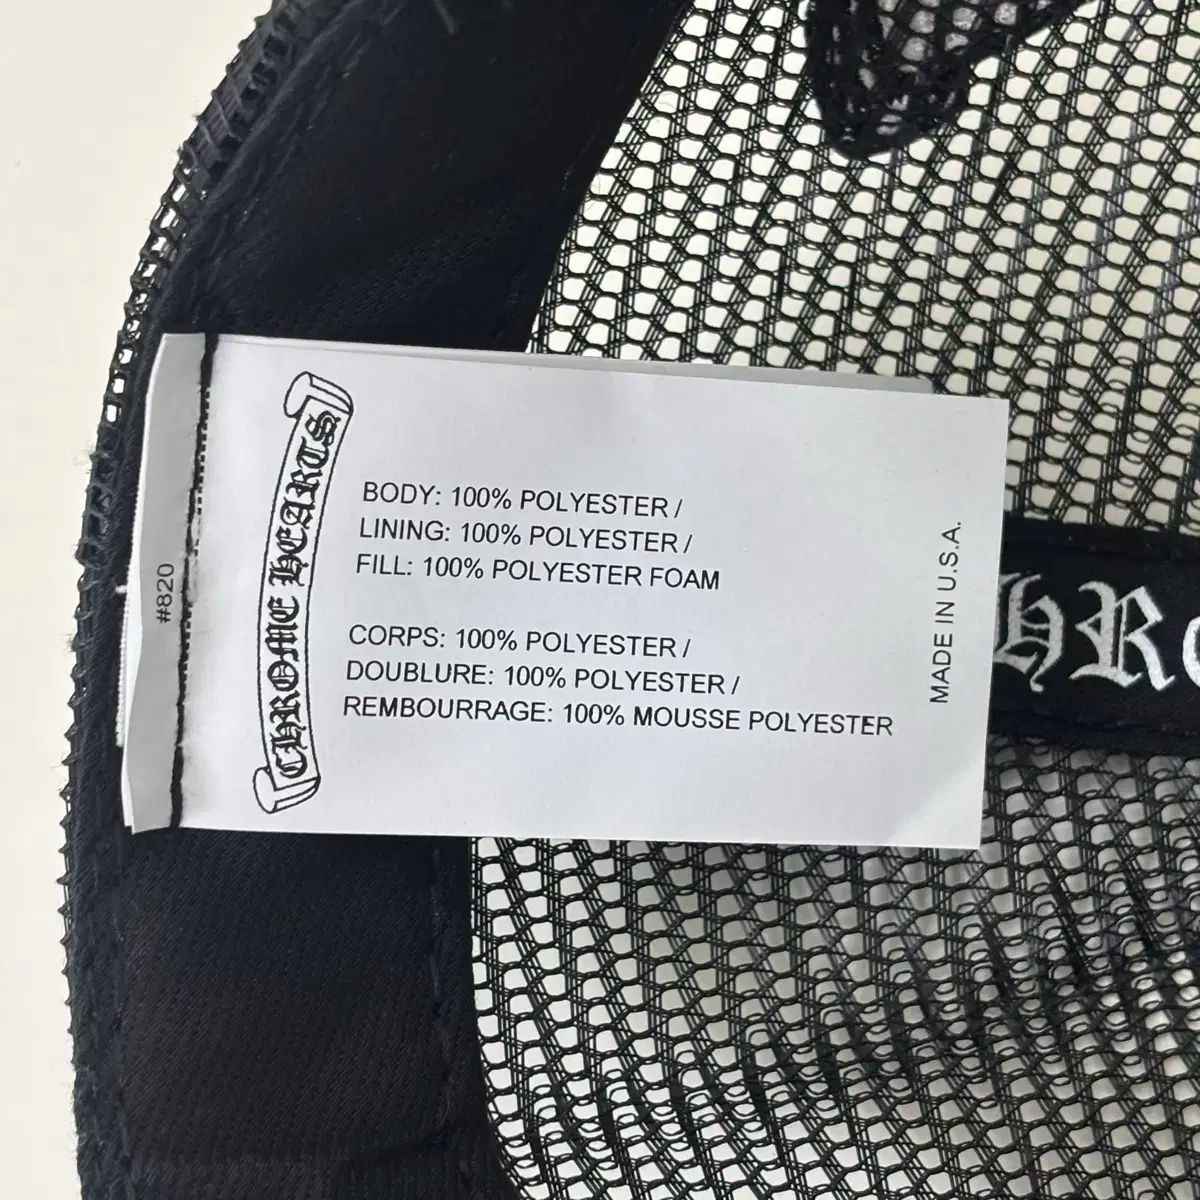 #820
CHROME HEARTS
BODY: 100% POLYESTER /
LINING: 100% POLYESTER /
FILL: 100% POLYESTER FOAM
CORPS: 100% POLYESTER /
DOUBLURE: 100% POLYESTER /
REMBOURRAGE: 100% MOUSSE POLYESTER
MADE IN U.S.A.
hRo